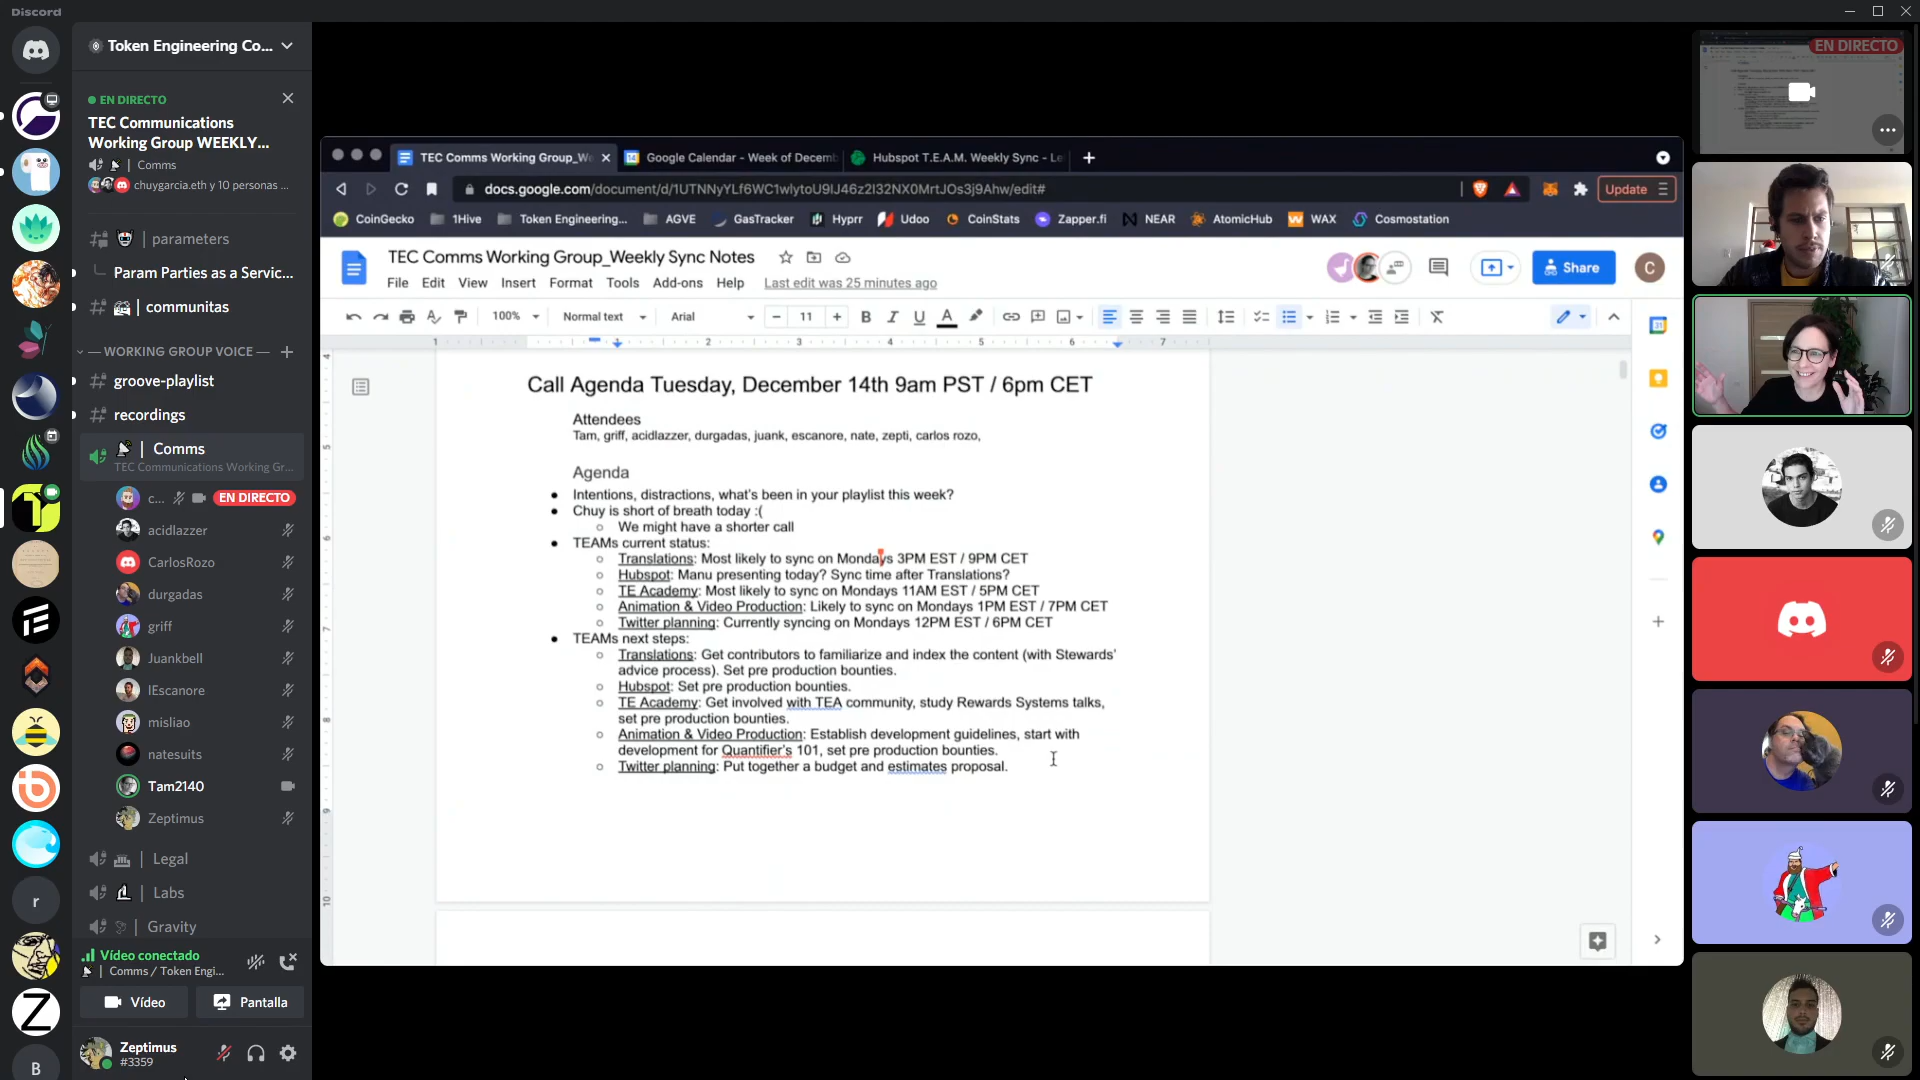 Discord
Token Engineering Co...
EN DIRECTO
TEC Communications
Working Group WEEKLY...
| Comms
chuygarcia.eth y 10 personas ...
| parameters
Param Parties as a Servic...
| communitas
— WORKING GROUP VOICE —
groove-playlist
recordings
| Comms
TEC Communications Working Gr...
c... EN DIRECTO
acidlazzer
CarlosRozo
durgadas
griff
Juankbell
IEscanore
misliao
natesuits
Tam2140
Zeptimus
| Legal
| Labs
| Gravity
Vídeo conectado
| Comms / Token Engi...
Vídeo
Pantalla
Zeptimus
#3359
r
Z
B
TEC Comms Working Group_We
Google Calendar - Week of Decemb
Hubspot T.E.A.M. Weekly Sync - Le
docs.google.com/document/d/1UTNNyYLf6WC1wlytoU9IJ46z2I32NX0MrtJOs3j9Ahw/edit#
Update
CoinGecko
1Hive
Token Engineering...
AGVE
GasTracker
Hyprr
Udoo
CoinStats
Zapper.fi
NEAR
AtomicHub
WAX
Cosmostation
TEC Comms Working Group_Weekly Sync Notes
File Edit View Insert Format Tools Add-ons Help Last edit was 25 minutes ago
Share
C
100% Normal text Arial 11
1 1 2 3 4 5 6 7
Call Agenda Tuesday, December 14th 9am PST / 6pm CET
Attendees
Tam, griff, acidlazzer, durgadas, juank, escanore, nate, zepti, carlos rozo,
Agenda
Intentions, distractions, what's been in your playlist this week?
Chuy is short of breath today :(
We might have a shorter call
TEAMs current status:
Translations: Most likely to sync on Mondays 3PM EST / 9PM CET
Hubspot: Manu presenting today? Sync time after Translations?
TE Academy: Most likely to sync on Mondays 11AM EST / 5PM CET
Animation & Video Production: Likely to sync on Mondays 1PM EST / 7PM CET
Twitter planning: Currently syncing on Mondays 12PM EST / 6PM CET
TEAMs next steps:
Translations: Get contributors to familiarize and index the content (with Stewards'
advice process). Set pre production bounties.
Hubspot: Set pre production bounties.
TE Academy: Get involved with TEA community, study Rewards Systems talks,
set pre production bounties.
Animation & Video Production: Establish development guidelines, start with
development for Quantifier's 101, set pre production bounties.
Twitter planning: Put together a budget and estimates proposal.
EN DIRECTO